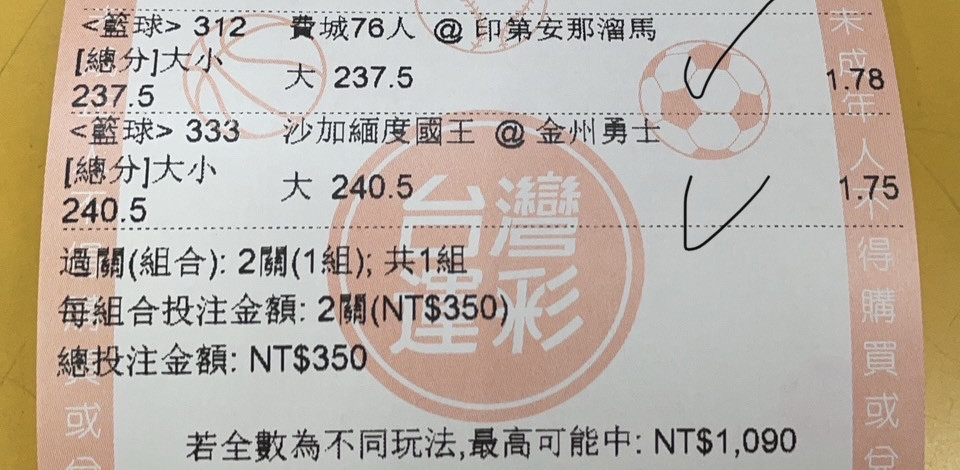 <籃球> 312 費城76人 @ 印第安那溜馬
[總分]大小 大 237.5 1.78
237.5
<籃球> 333 沙加緬度國王 @ 金州勇士
[總分]大小 大 240.5 1.75
240.5
過關(組合): 2關(1組); 共1組
每組合投注金額: 2關(NT$350)
總投注金額: NT$350
若全數為不同玩法,最高可能中: NT$1,090
台灣
運彩
未成年人不得購買或兌